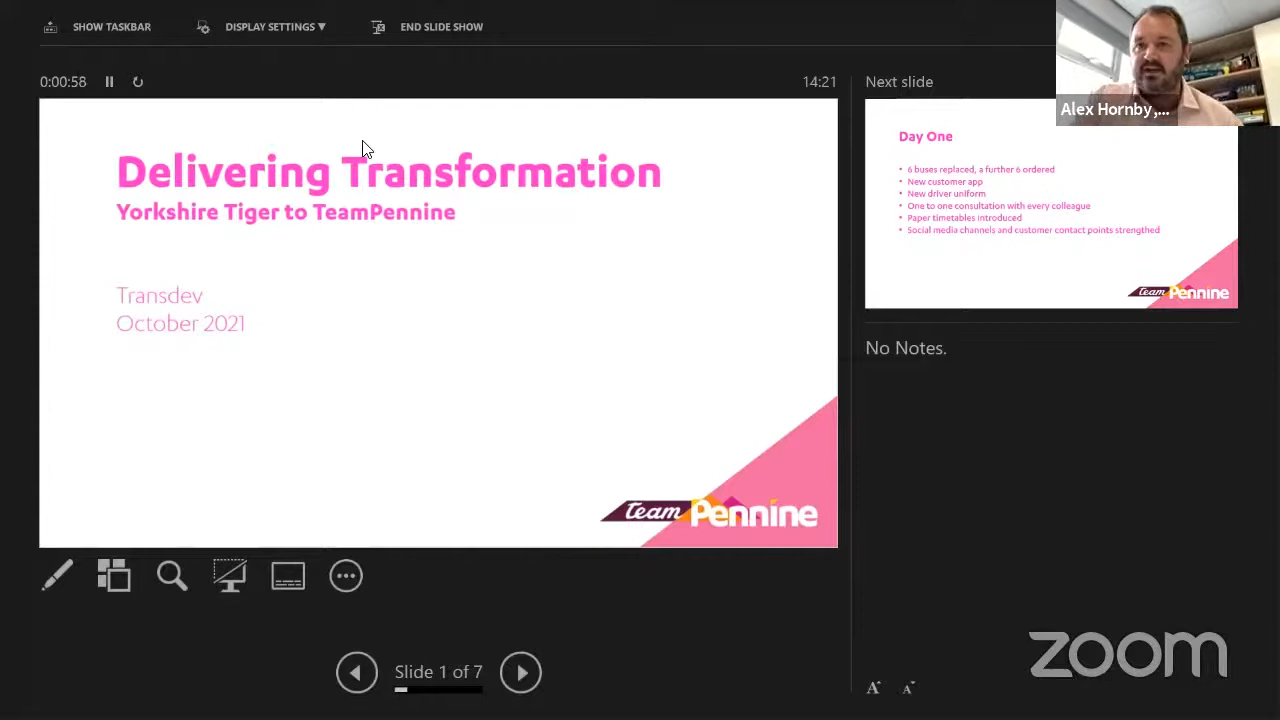 SHOW TASKBAR
DISPLAY SETTINGS ▼
END SLIDE SHOW
0:00:58
14:21
Next slide
Alex Hornby,...
Delivering Transformation
Yorkshire Tiger to TeamPennine
Transdev
October 2021
team Pennine
Day One
• 6 buses replaced, a further 6 ordered
• New customer app
• New driver uniform
• One to one consultation with every colleague
• Paper timetables introduced
• Social media channels and customer contact points strengthed
team Pennine
No Notes.
Slide 1 of 7
A A
zoom